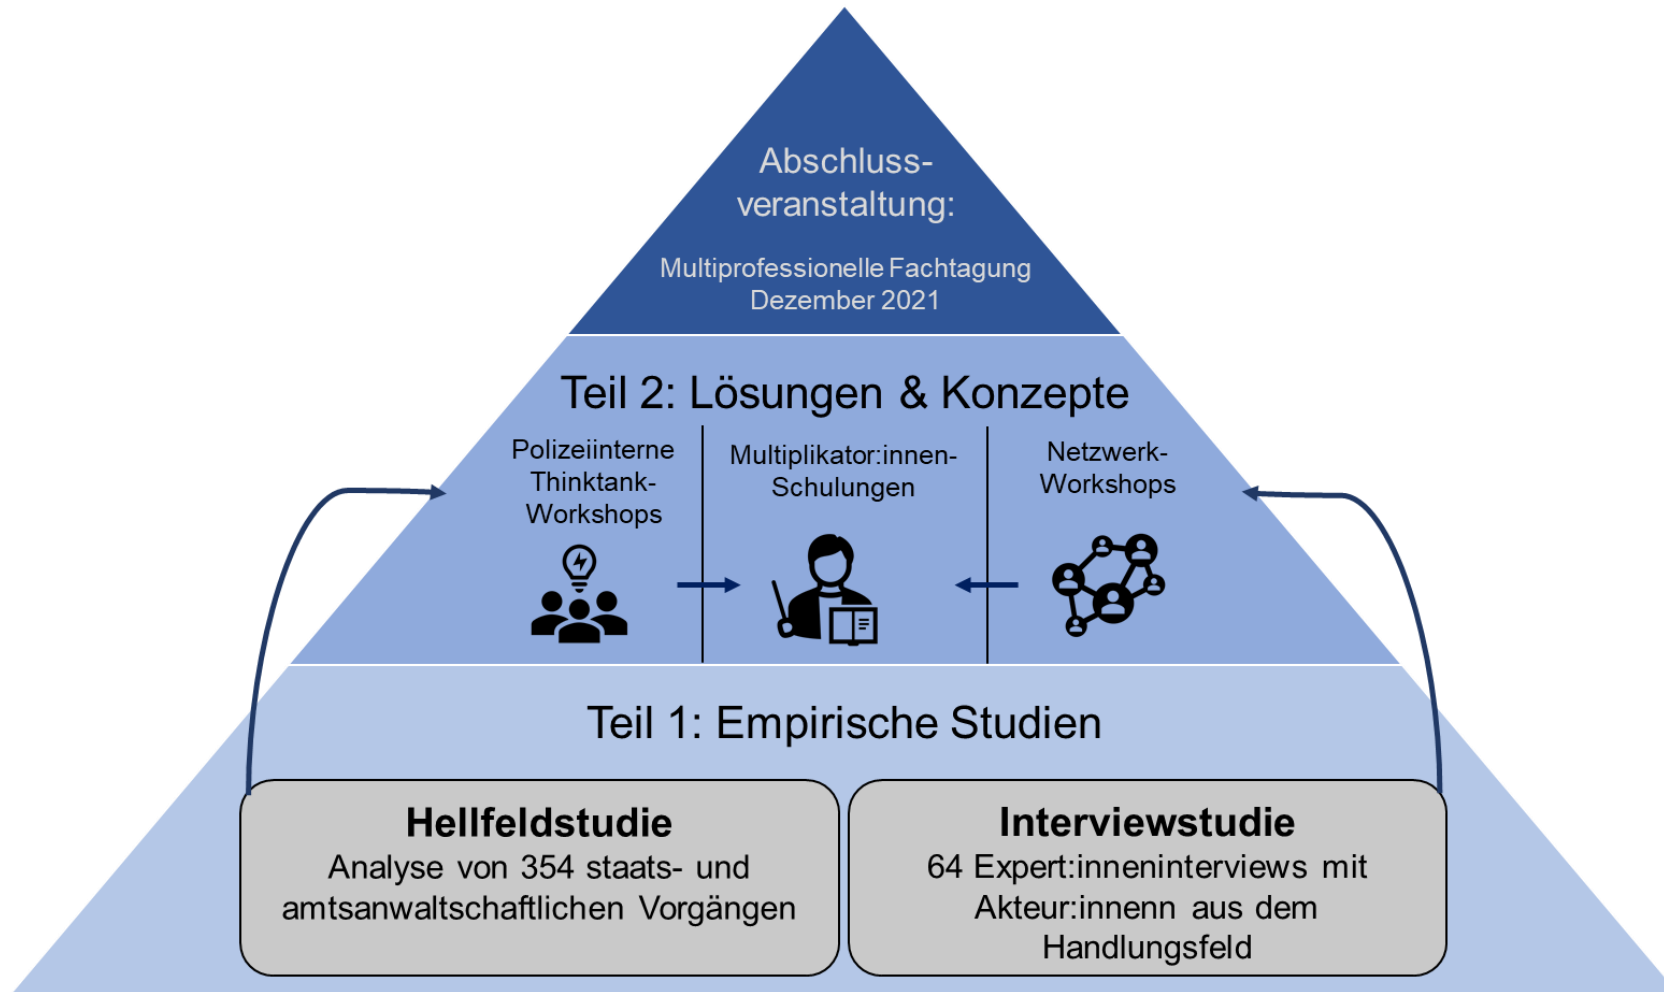 Abschluss-
veranstaltung:
Multiprofessionelle Fachtagung
Dezember 2021
Teil 2: Lösungen & Konzepte
Polizeiinterne
Thinktank-
Workshops
Multiplikator:innen-
Schulungen
Netzwerk-
Workshops
Teil 1: Empirische Studien
Hellfeldstudie
Analyse von 354 staats- und
amtsanwaltschaftlichen Vorgängen
Interviewstudie
64 Expert:inneninterviews mit
Akteur:innenn aus dem
Handlungsfeld